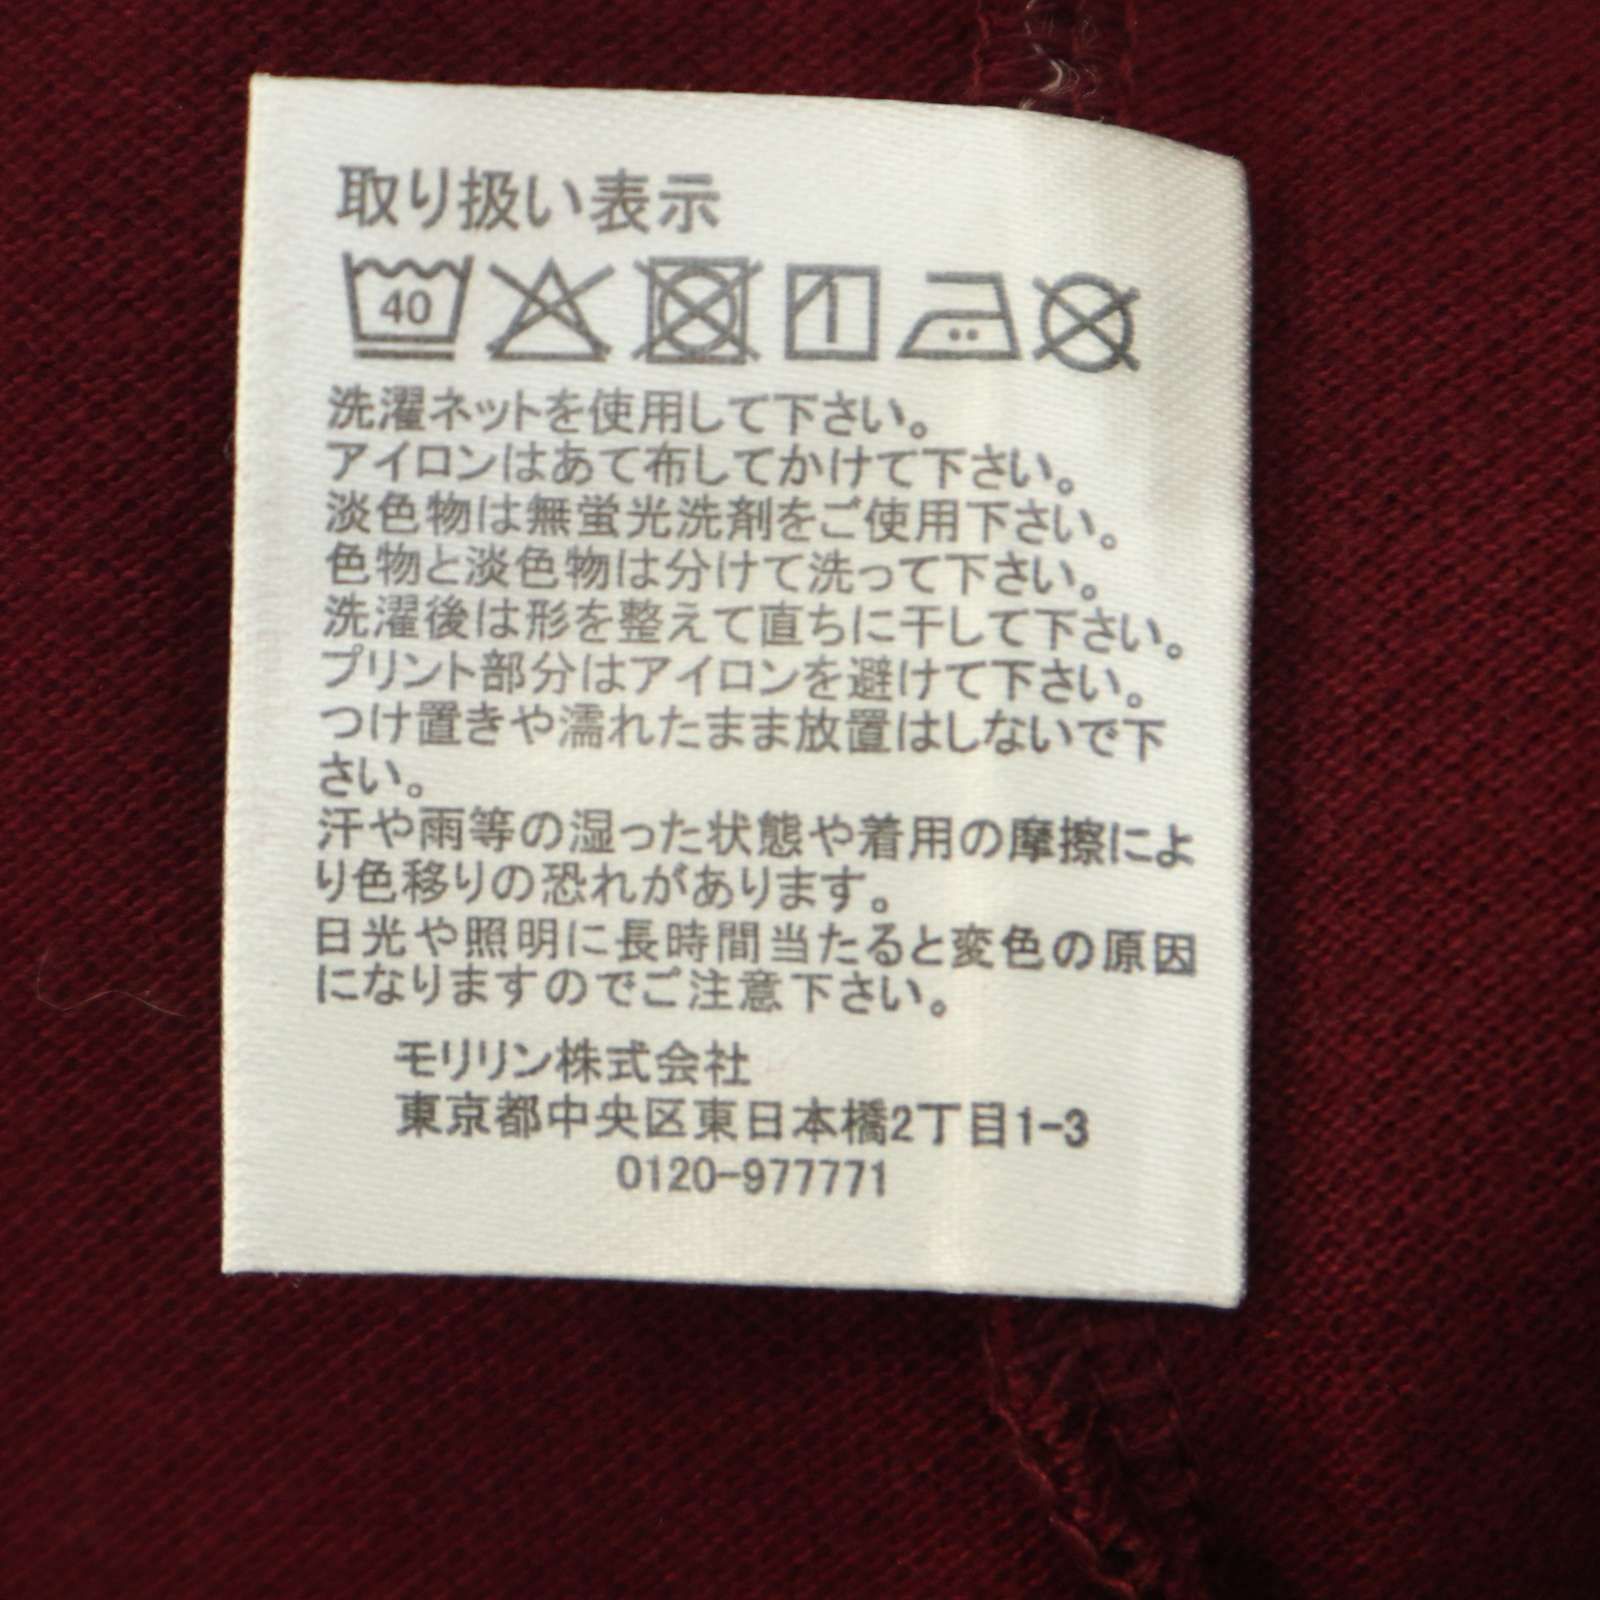 取り扱い表示
40
洗濯ネットを使用して下さい。
アイロンはあて布してかけて下さい。
淡色物は無蛍光洗剤をご使用下さい。
色物と淡色物は分けて洗って下さい。
洗濯後は形を整えて直ちに干して下さい。
プリント部分はアイロンを避けて下さい。
つけ置きや濡れたまま放置はしないで下
さい。
汗や雨等の湿った状態や着用の摩擦によ
り色移りの恐れがあります。
日光や照明に長時間当たると変色の原因
になりますのでご注意下さい。
モリリン株式会社
東京都中央区東日本橋2丁目1-3
0120-977771